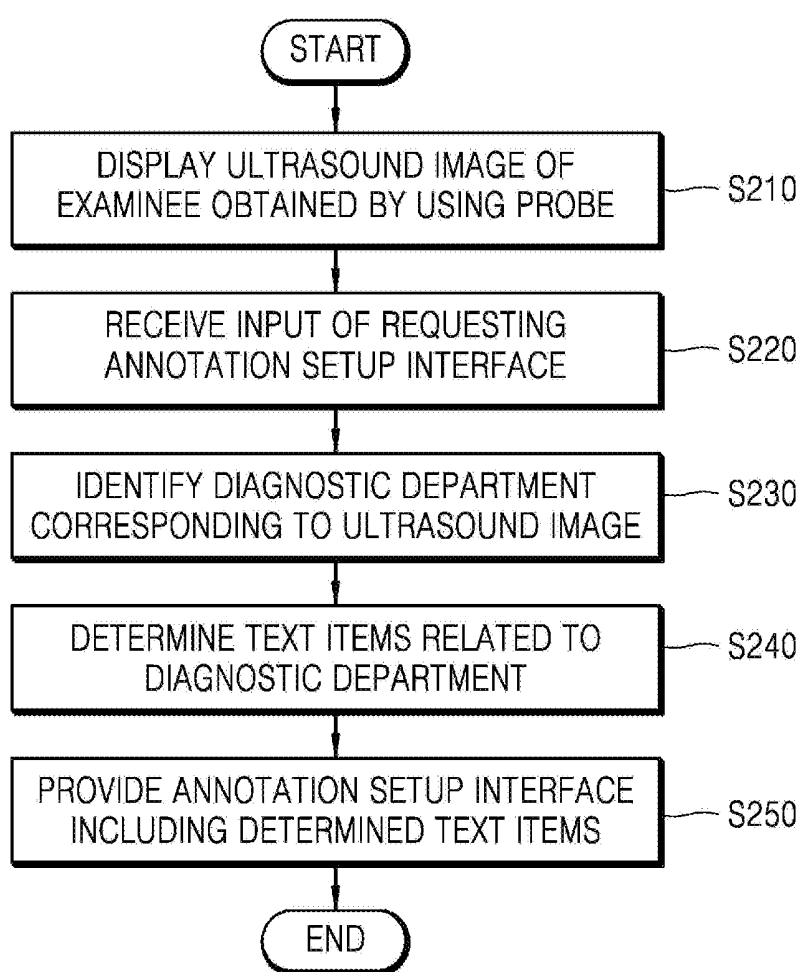 START
DISPLAY ULTRASOUND IMAGE OF
EXAMINEE OBTAINED BY USING PROBE
S210
RECEIVE INPUT OF REQUESTING
ANNOTATION SETUP INTERFACE
S220
IDENTIFY DIAGNOSTIC DEPARTMENT
CORRESPONDING TO ULTRASOUND IMAGE
S230
DETERMINE TEXT ITEMS RELATED TO
DIAGNOSTIC DEPARTMENT
S240
PROVIDE ANNOTATION SETUP INTERFACE
INCLUDING DETERMINED TEXT ITEMS
S250
END